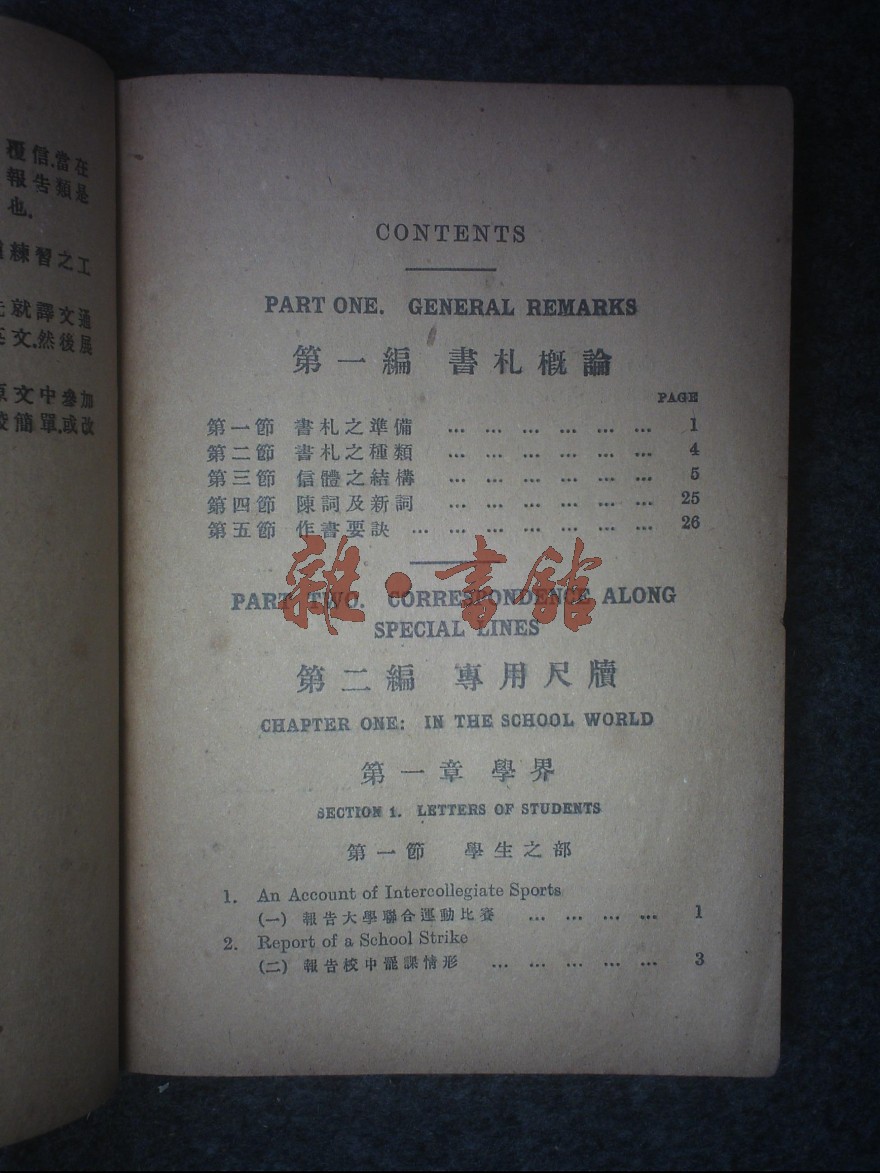 覆信,當在
報告類是
也.
練習之工
就譯文通
文,然後晨
原文中參加
簡單,或改
CONTENTS
PART ONE. GENERAL REMARKS
第一編 書札概論
PAGE
第一節 書札之準備 … … … … … … 1
第二節 書札之種類 … … … … … … 4
第三節 信體之結構 … … … … … … 5
第四節 陳詞及新詞 … … … … … … 25
第五節 作書要訣 … … … … … … … 26
雜·書館
PART TWO. CORRESPONDENCE ALONG
SPECIAL LINES
第二編 專用尺牘
CHAPTER ONE: IN THE SCHOOL WORLD
第一章 學界
SECTION 1. LETTERS OF STUDENTS
第一節 學生之部
1. An Account of Intercollegiate Sports
(一) 報告大學聯合運動比賽 … … … … 1
2. Report of a School Strike
(二) 報告校中罷課情形 … … … … … 3